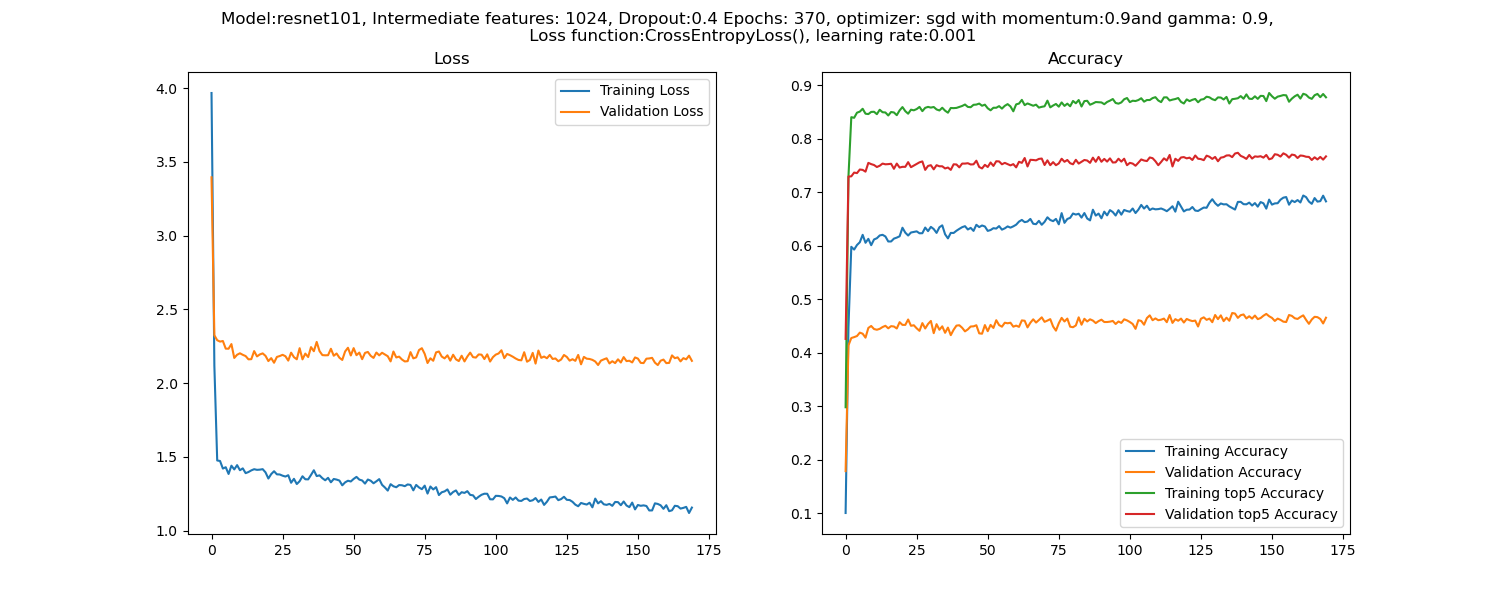 Model:resnet101, Intermediate features: 1024, Dropout:0.4 Epochs: 370, optimizer: sgd with momentum:0.9and gamma: 0.9,
Loss function:CrossEntropyLoss(), learning rate:0.001
Loss
4.0
3.5
3.0
2.5
2.0
1.5
1.0
0 25 50 75 100 125 150 175
Training Loss
Validation Loss
Accuracy
0.9
0.8
0.7
0.6
0.5
0.4
0.3
0.2
0.1
0 25 50 75 100 125 150 175
Training Accuracy
Validation Accuracy
Training top5 Accuracy
Validation top5 Accuracy